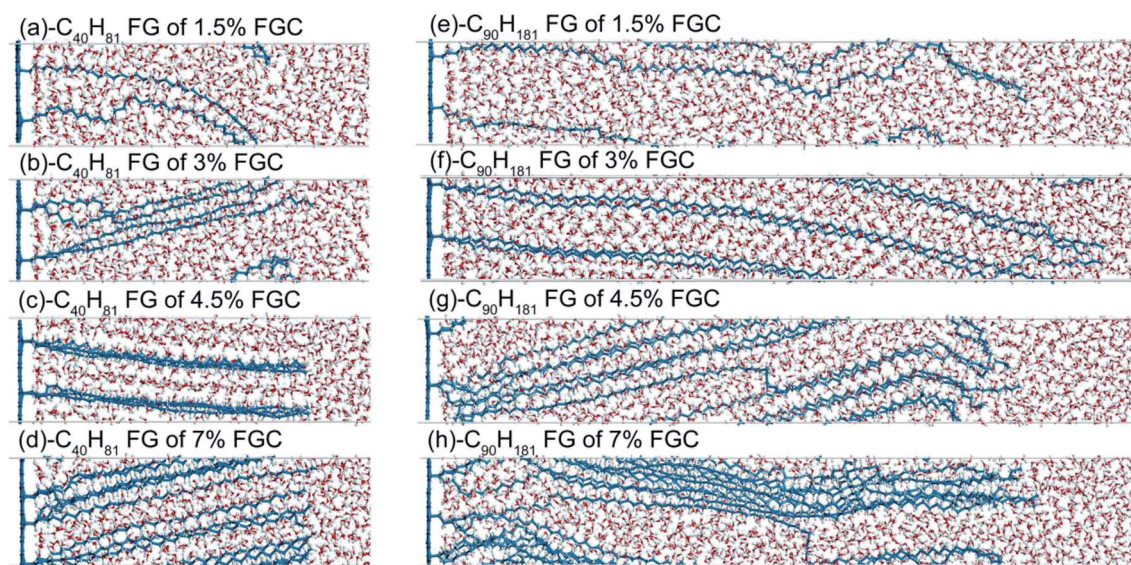 (a)-C40H81 FG of 1.5% FGC
(b)-C40H81 FG of 3% FGC
(c)-C40H81 FG of 4.5% FGC
(d)-C40H81 FG of 7% FGC
(e)-C90H181 FG of 1.5% FGC
(f)-C90H181 FG of 3% FGC
(g)-C90H181 FG of 4.5% FGC
(h)-C90H181 FG of 7% FGC